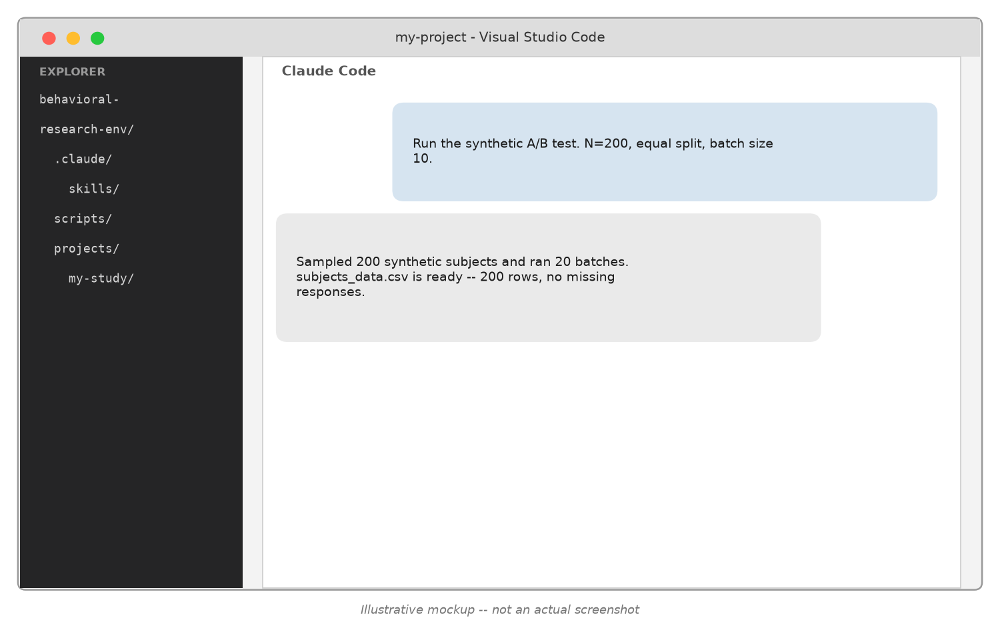 my-project - Visual Studio Code
EXPLORER
behavioral-
research-env/
.claude/
skills/
scripts/
projects/
my-study/
Claude Code
Run the synthetic A/B test. N=200, equal split, batch size
10.
Sampled 200 synthetic subjects and ran 20 batches.
subjects_data.csv is ready -- 200 rows, no missing
responses.
Illustrative mockup -- not an actual screenshot